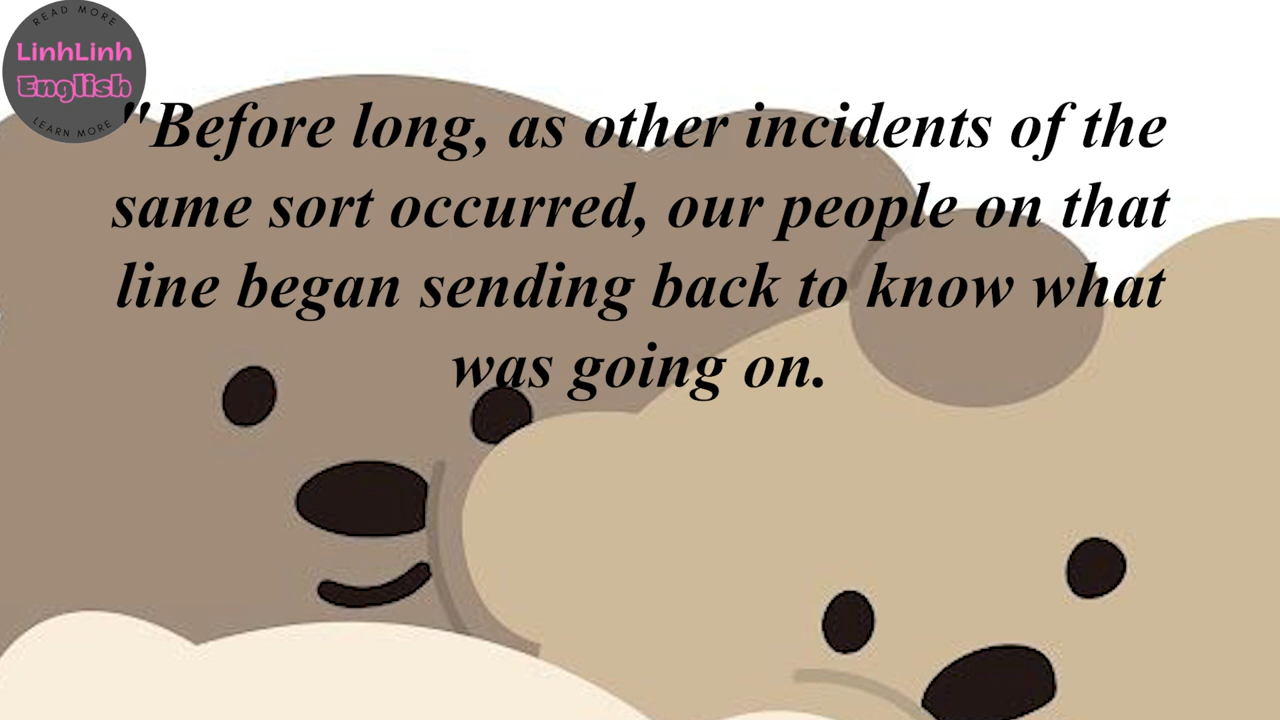 READ MORE
LinhLinh
English
LEARN MORE
"Before long, as other incidents of the
same sort occurred, our people on that
line began sending back to know what
was going on.